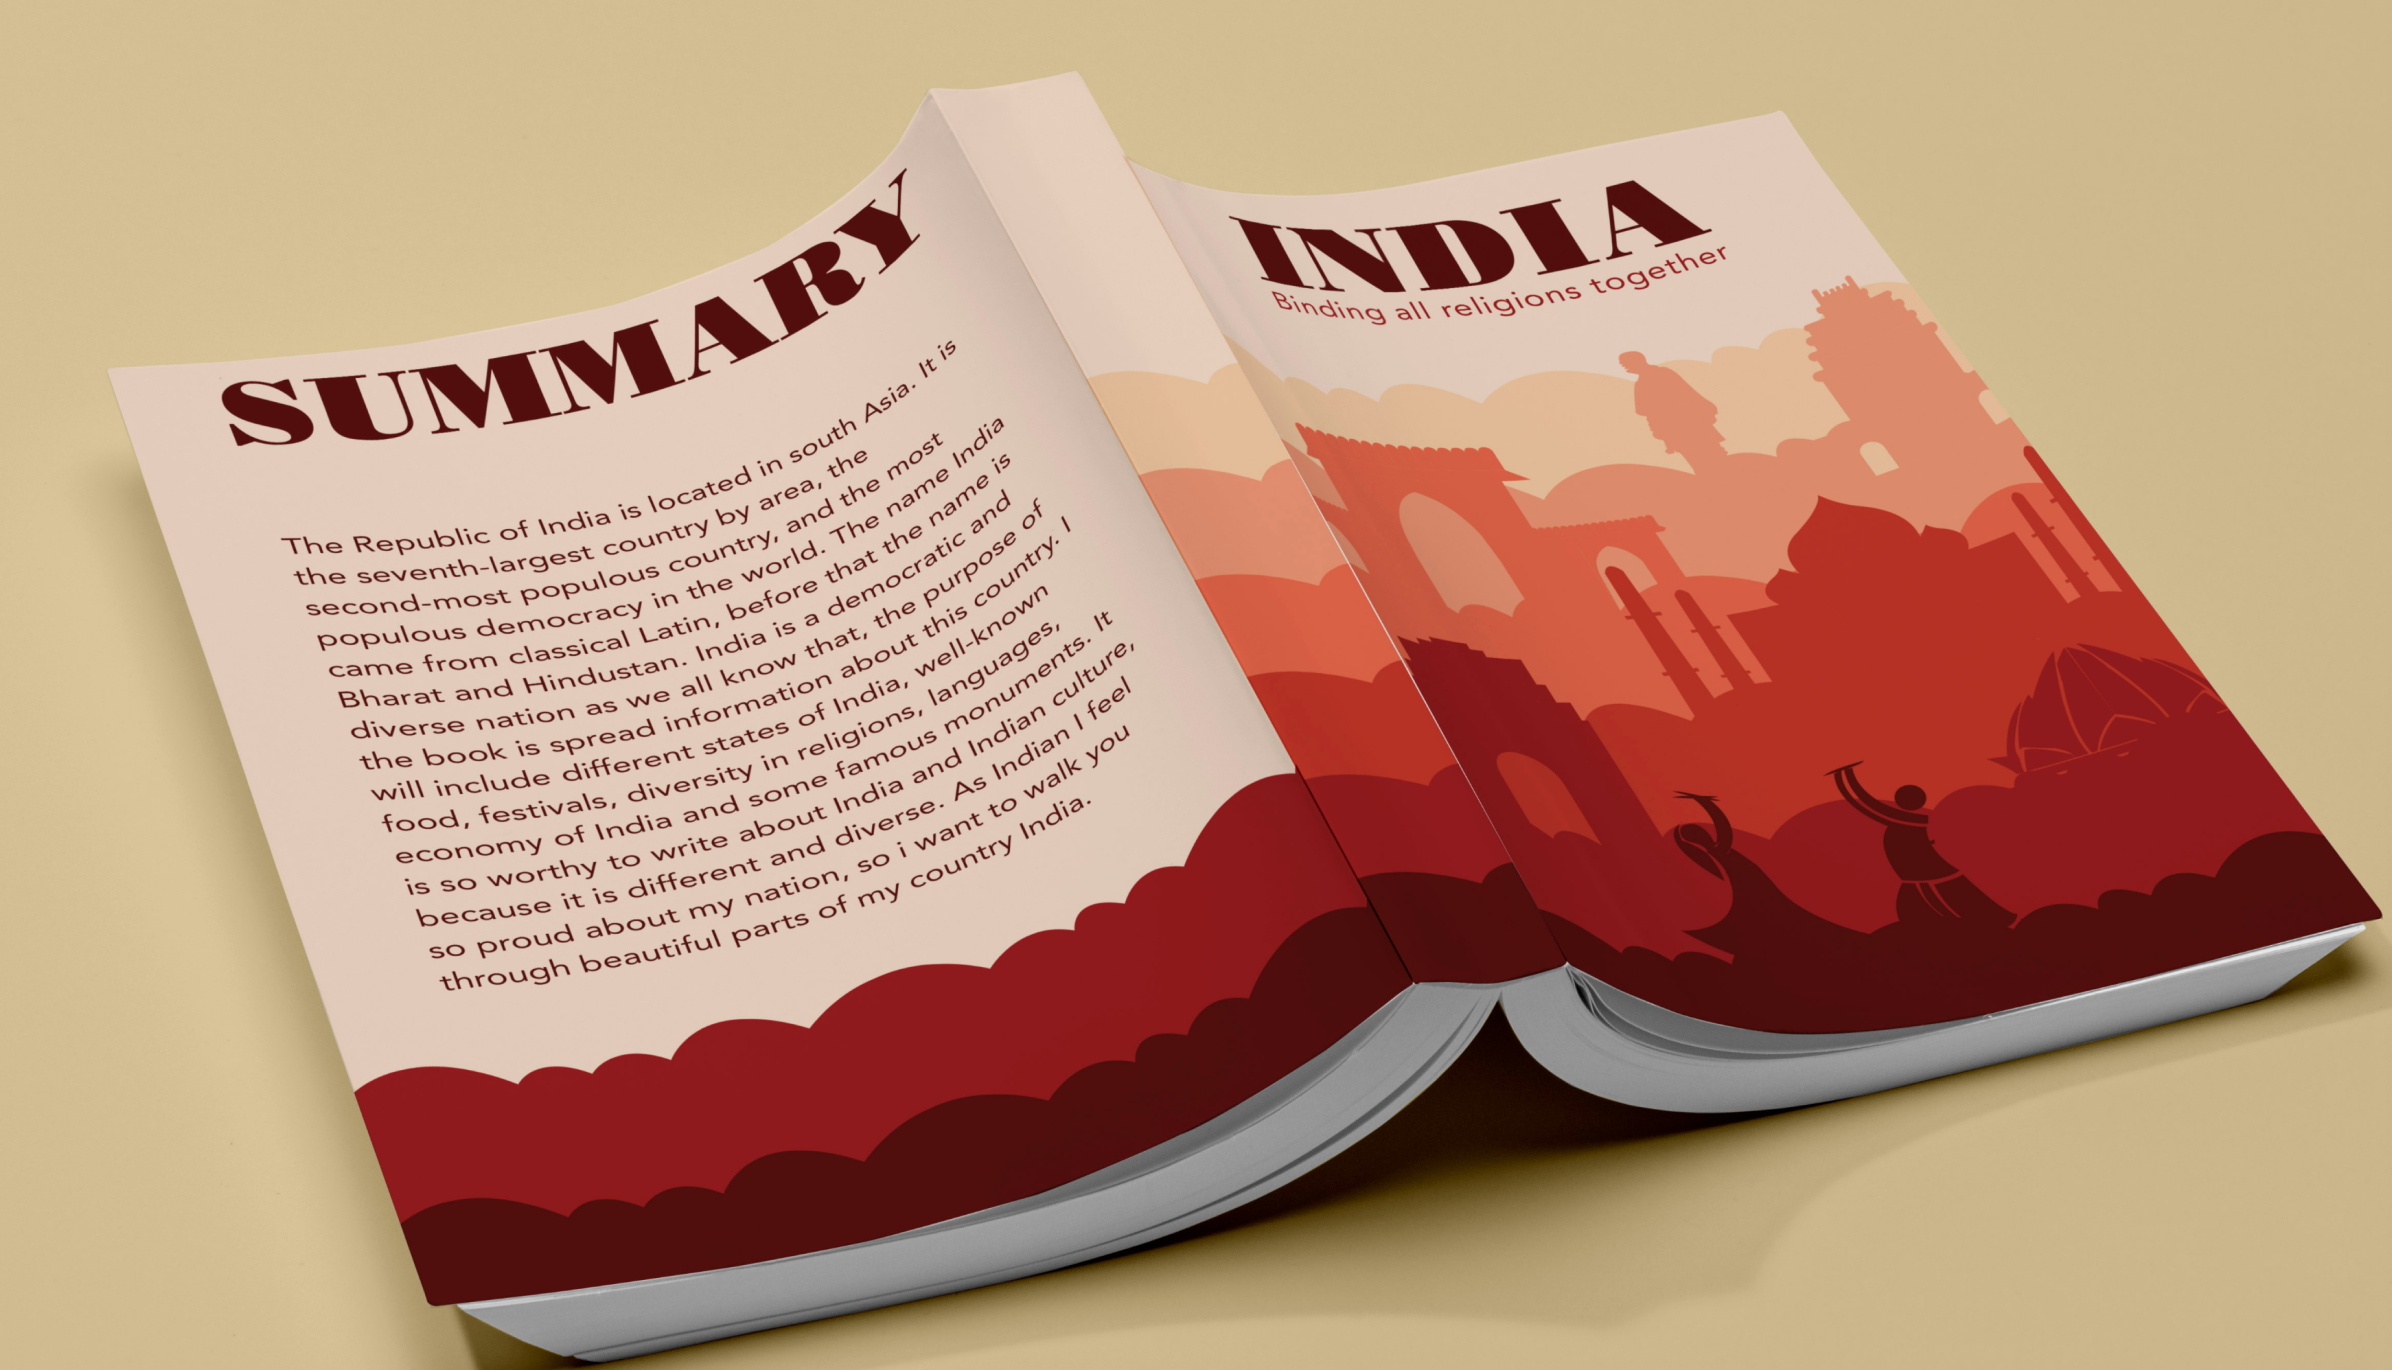 SUMMARY
The Republic of India is located in south Asia. It is
the seventh-largest country by area, the
second-most populous country, and the most
populous democracy in the world. The name India
came from classical Latin, before that the name is
Bharat and Hindustan. India is a democratic and
diverse nation as we all know that, the purpose of
the book is spread information about this country. I
will include different states of India, well-known
food, festivals, diversity in religions, languages,
economy of India and some famous monuments. It
is so worthy to write about India and Indian culture,
because it is different and diverse. As Indian I feel
so proud about my nation, so i want to walk you
through beautiful parts of my country India.
INDIA
Binding all religions together